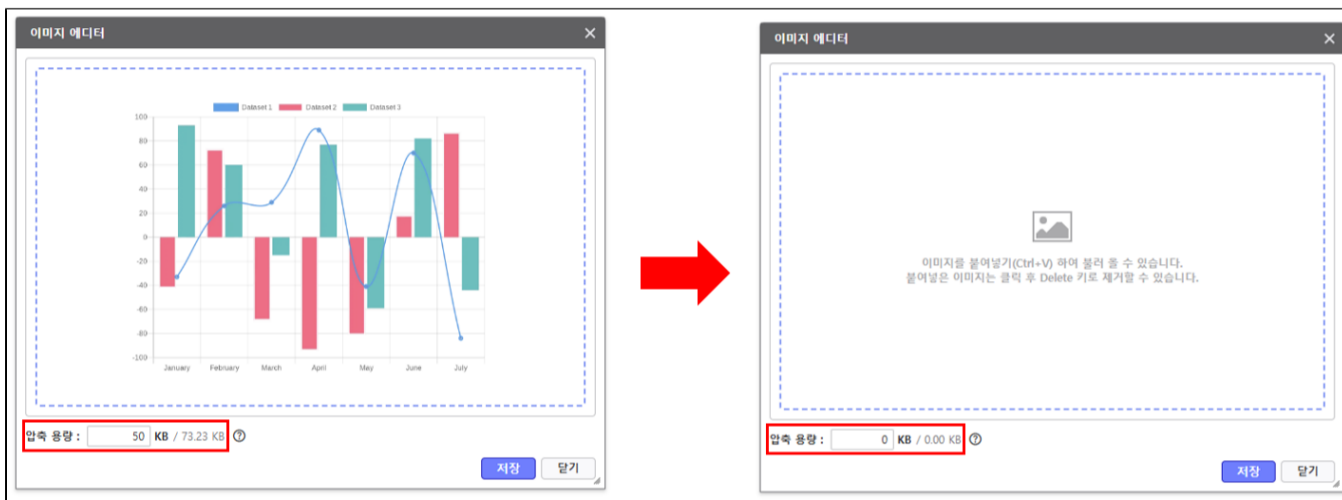 이미지 에디터
Dataset 1 Dataset 2 Dataset 3
100
80
60
40
20
0
-20
-40
-60
-80
-100
January February March April May June July
압축 용량 : 50 KB / 73.23 KB ?
저장 닫기
이미지 에디터
이미지를 붙여넣기(Ctrl+V) 하여 불러 올 수 있습니다.
붙여넣은 이미지는 클릭 후 Delete 키로 제거할 수 있습니다.
압축 용량 : 0 KB / 0.00 KB ?
저장 닫기